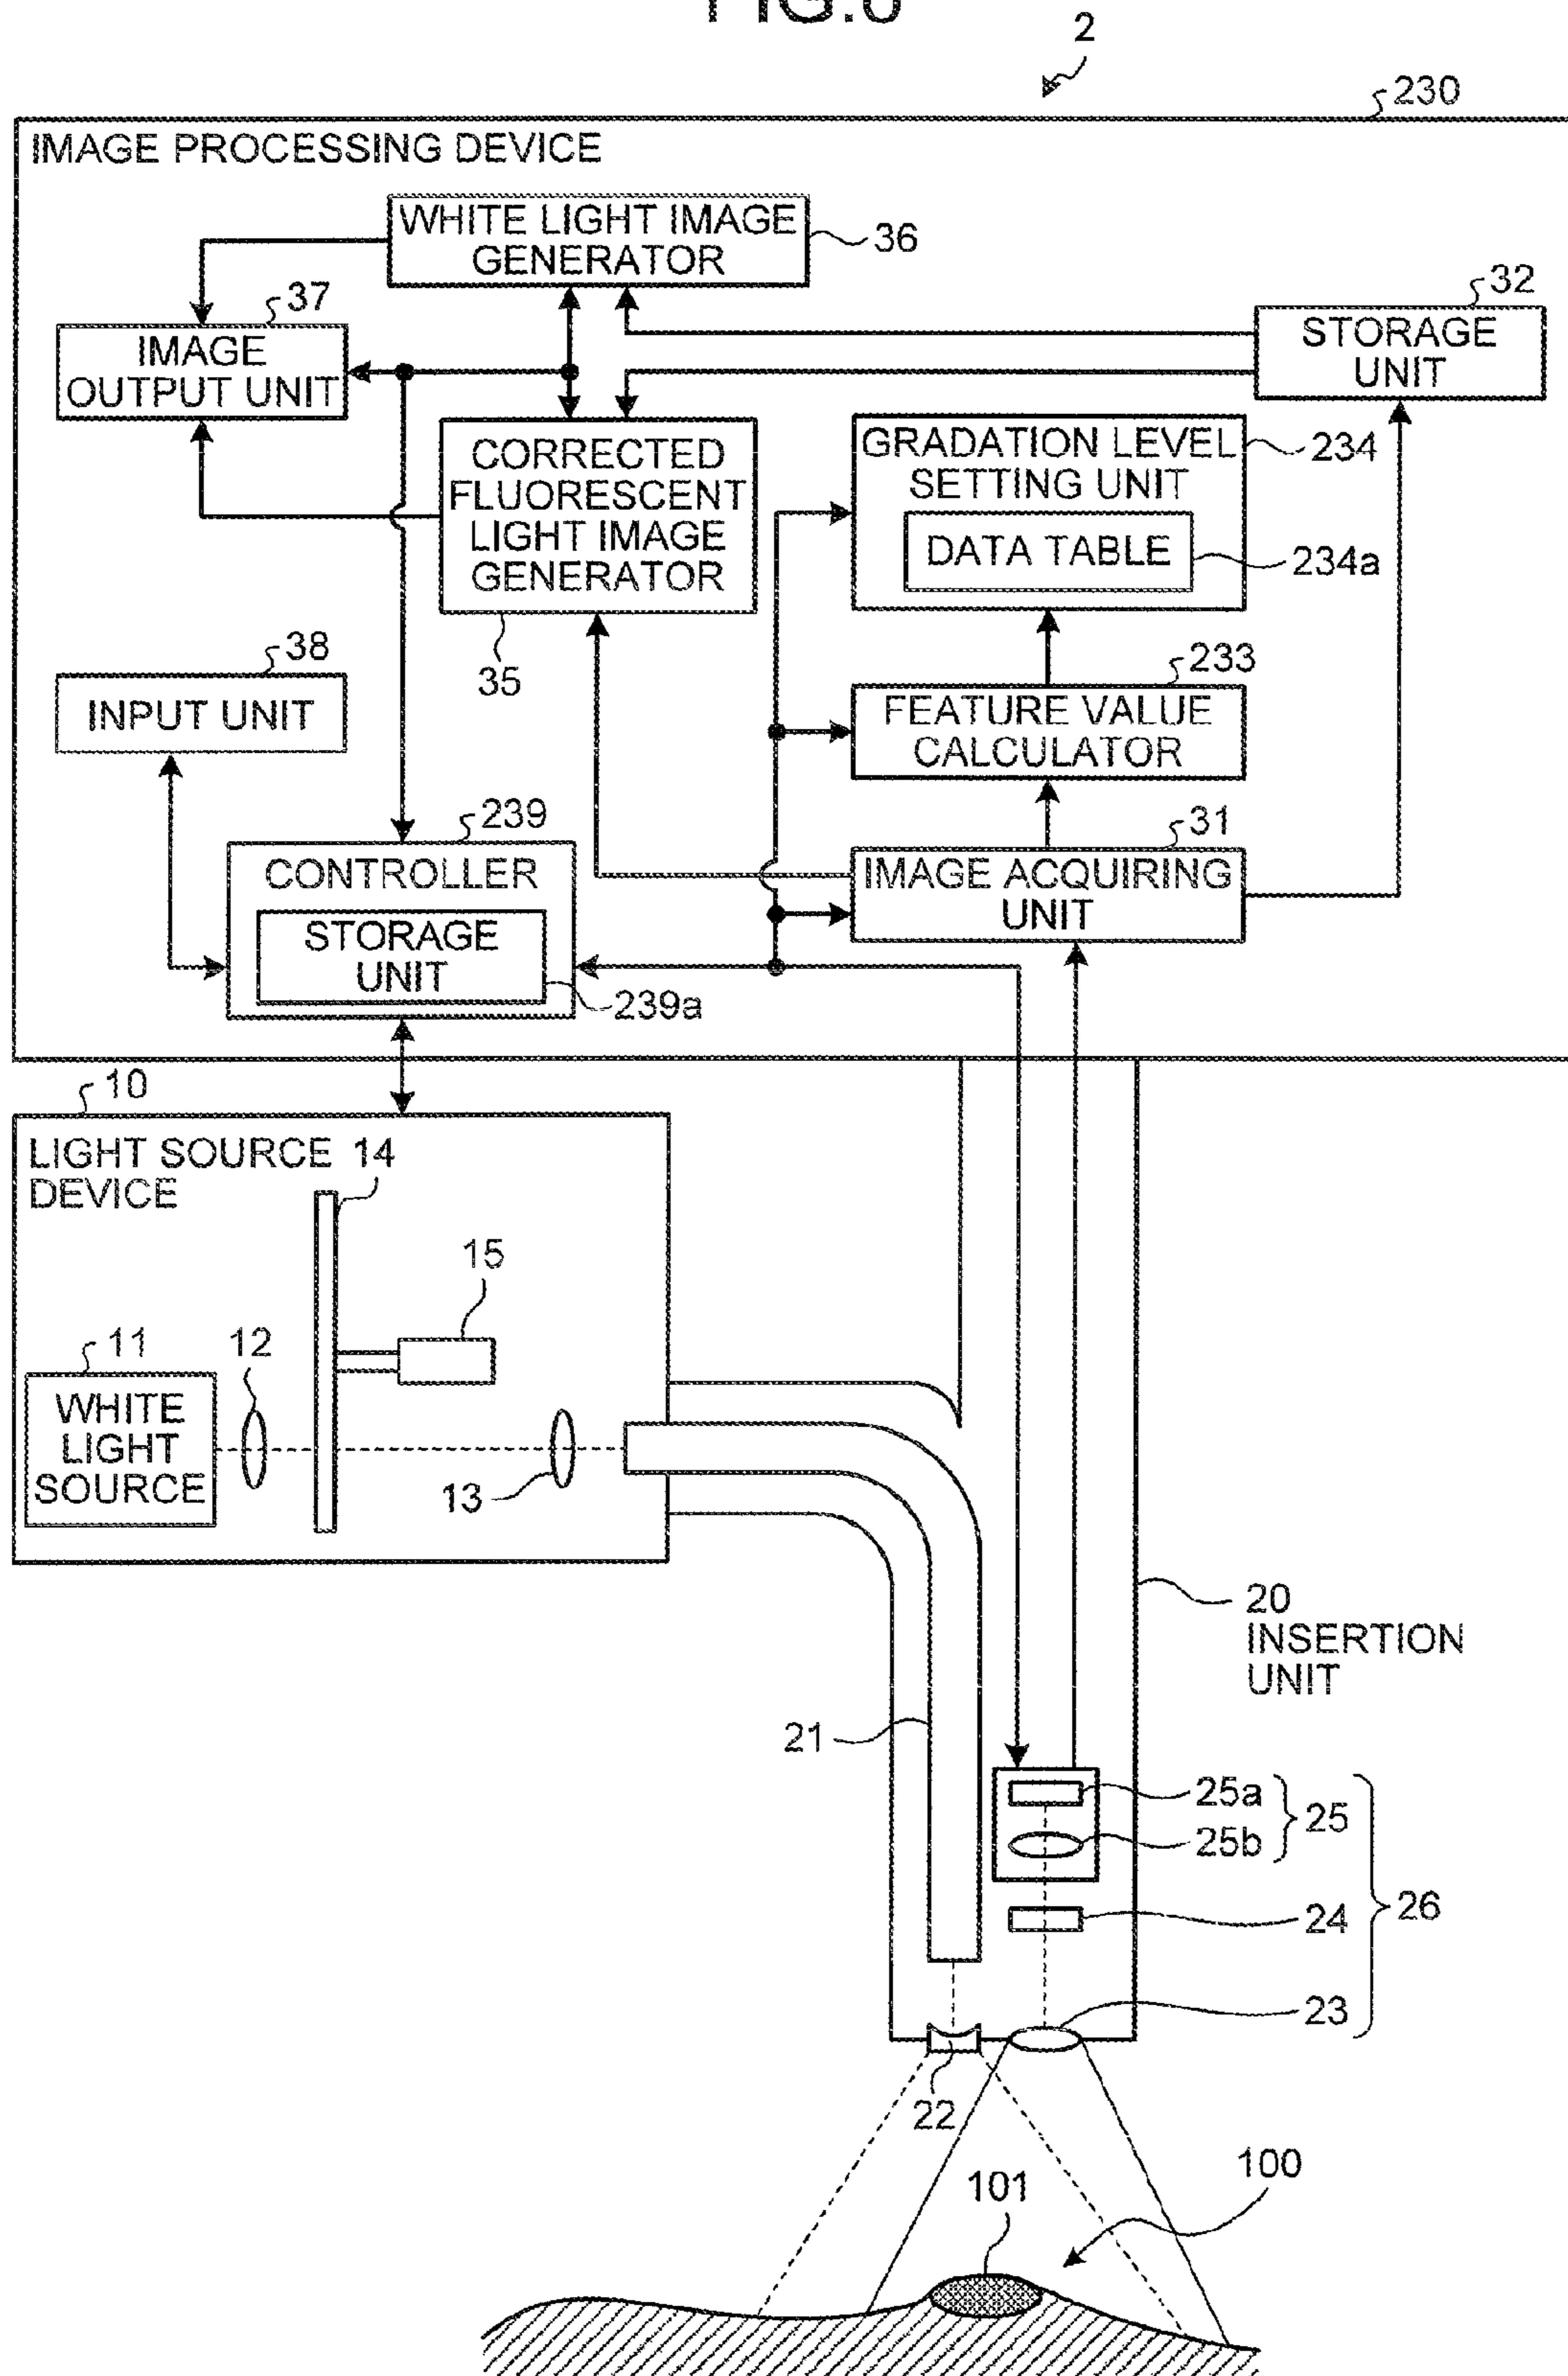 2
230
IMAGE PROCESSING DEVICE
WHITE LIGHT IMAGE
GENERATOR
36
37
IMAGE
OUTPUT UNIT
32
STORAGE
UNIT
CORRECTED
FLUORESCENT
LIGHT IMAGE
GENERATOR
35
GRADATION LEVEL
SETTING UNIT
234
DATA TABLE
234a
38
INPUT UNIT
233
FEATURE VALUE
CALCULATOR
239
CONTROLLER
STORAGE
UNIT
239a
31
IMAGE ACQUIRING
UNIT
10
LIGHT SOURCE
DEVICE
14
15
11
WHITE
LIGHT
SOURCE
12
13
20
INSERTION
UNIT
21
25a
25b
25
24
26
23
22
100
101